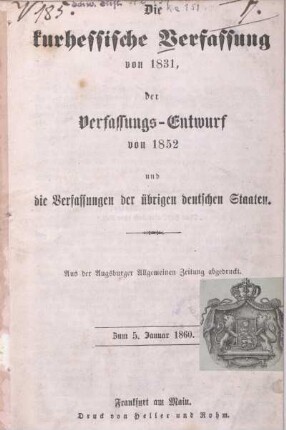 V 185.
Die
kurhessische Verfassung
von 1831,
der
Verfassungs-Entwurf
von 1852
und
die Verfassungen der übrigen deutschen Staaten.
Aus der Augsburger Allgemeinen Zeitung abgedruckt.
Zum 5. Januar 1860.
Frankfurt am Main.
Druck von Heller und Rohm.